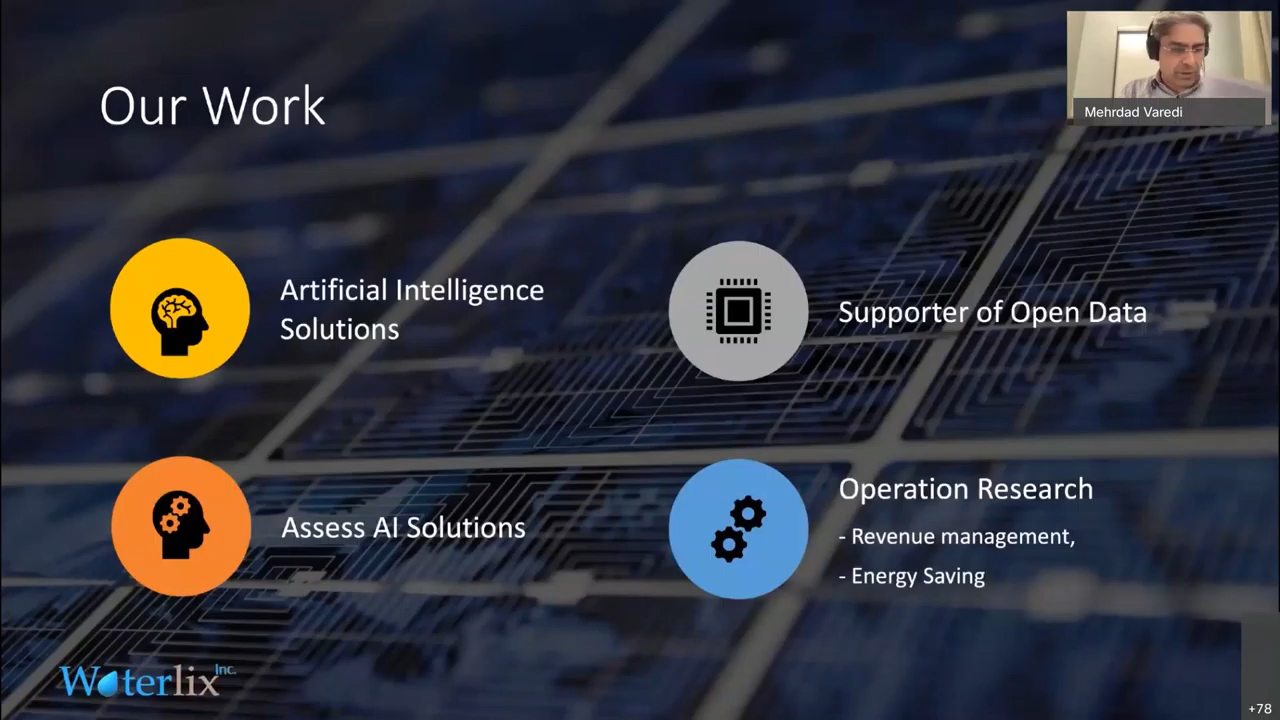 Our Work
Mehrdad Varedi
Artificial Intelligence
Solutions
Supporter of Open Data
Assess AI Solutions
Operation Research
- Revenue management,
- Energy Saving
Waterlix Inc.
+78